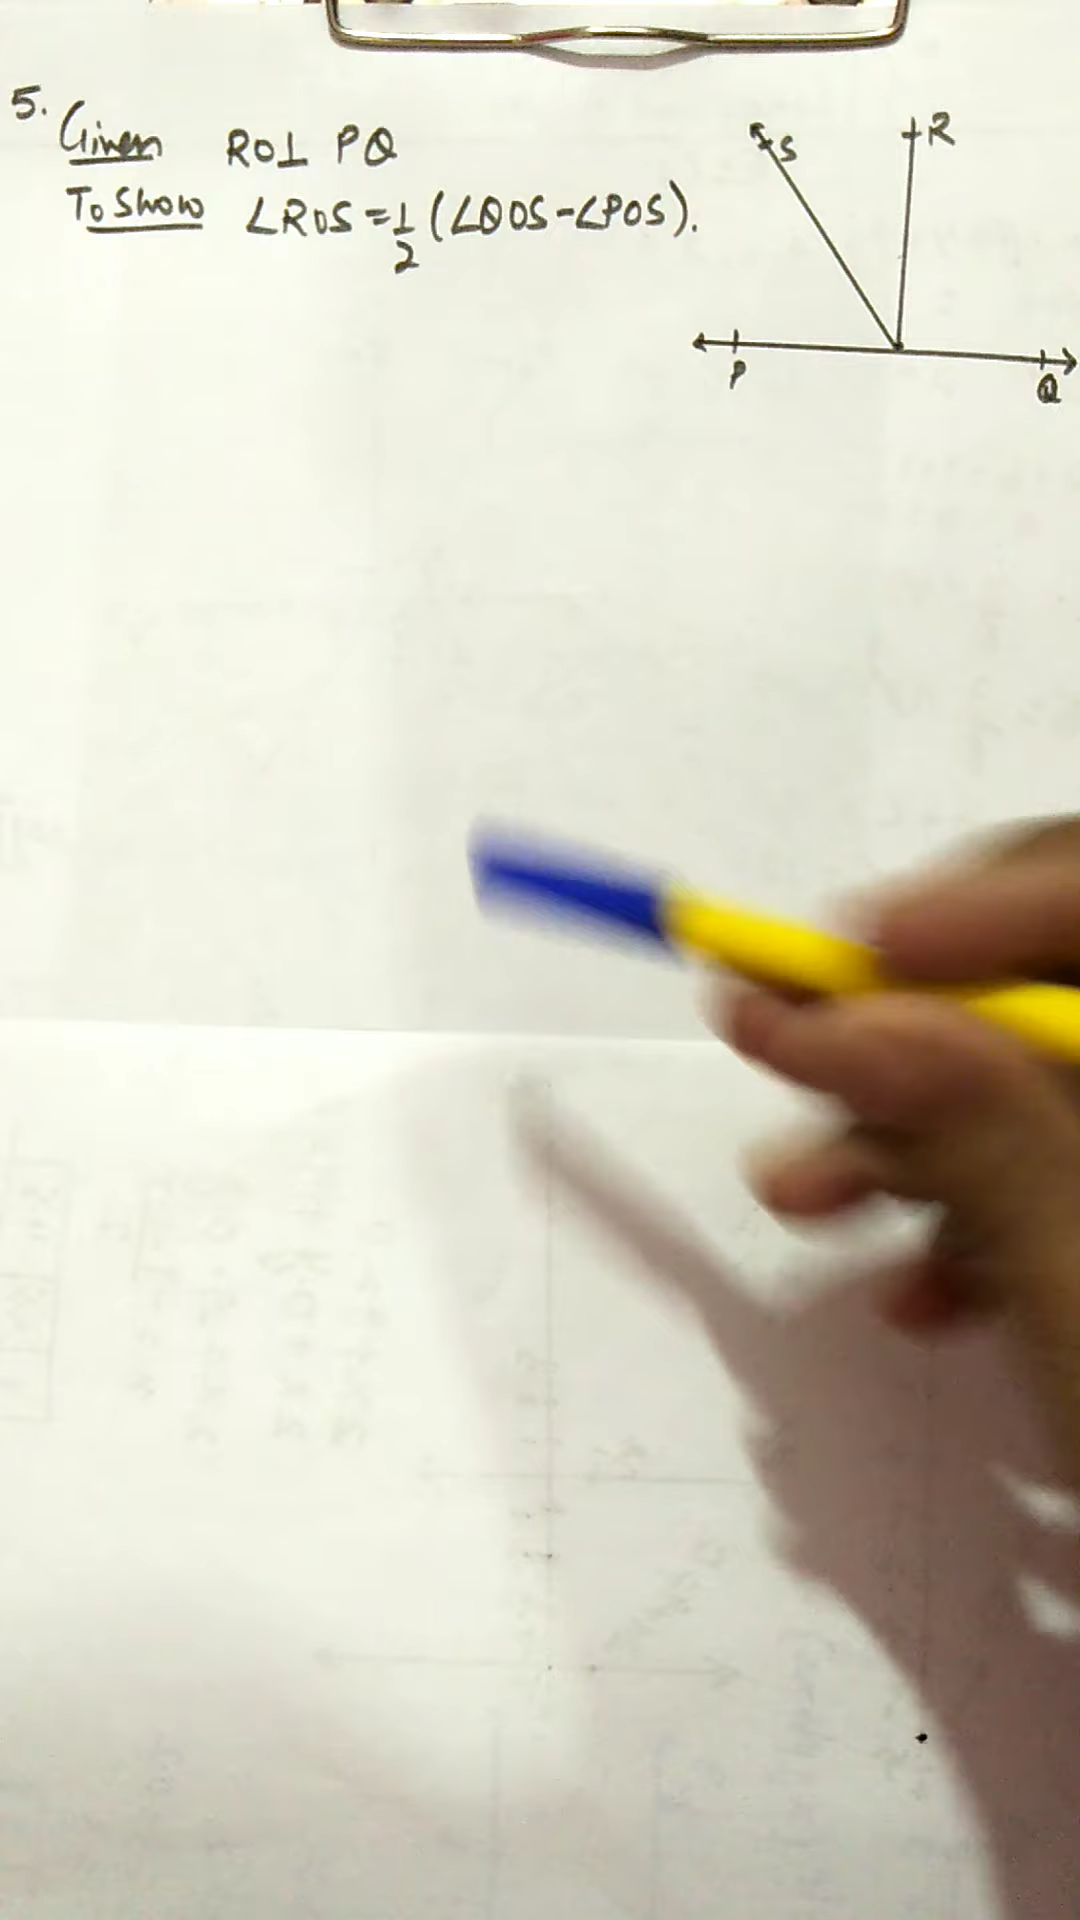 5.
Given RO⊥ PQ
To Show ∠ROS = 1/2 (∠QOS - ∠POS).
S
R
P
Q